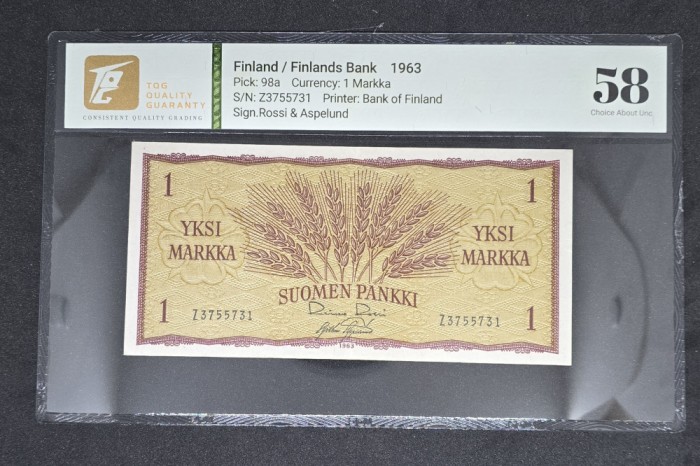 TQG
QUALITY
GUARANTY
CONSISTENT QUALITY GRADING
Finland / Finlands Bank 1963
Pick: 98a Currency: 1 Markka
S/N: Z3755731 Printer: Bank of Finland
Sign.Rossi & Aspelund
58
Choice About Unc
1 1
YKSI
MARKKA
YKSI
MARKKA
SUOMEN PANKKI
1 Z3755731 Z3755731 1
1963